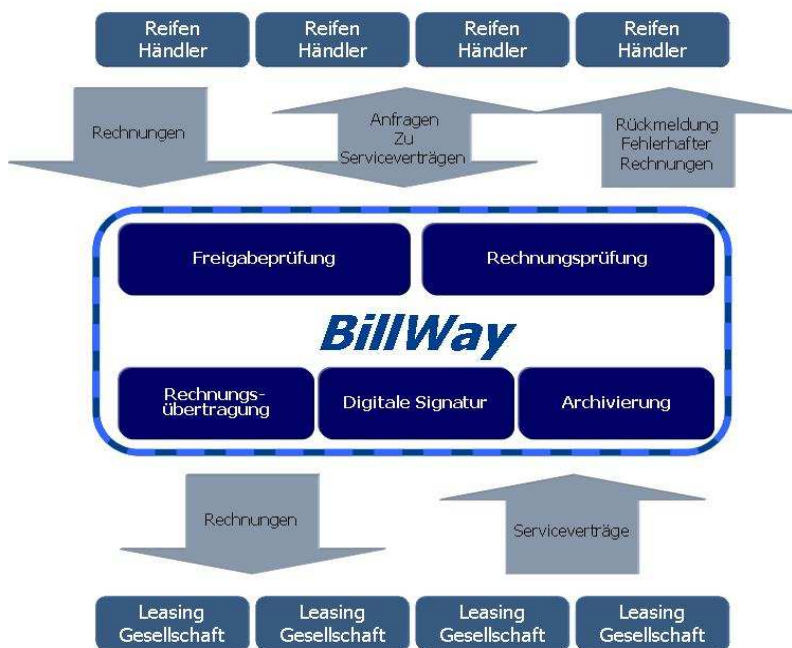 Reifen
Händler
Reifen
Händler
Reifen
Händler
Reifen
Händler
Rechnungen
Anfragen
Zu
Serviceverträgen
Rückmeldung
Fehlerhafter
Rechnungen
Freigabeprüfung
Rechnungsprüfung
BillWay
Rechnungs-
übertragung
Digitale Signatur
Archivierung
Rechnungen
Serviceverträge
Leasing
Gesellschaft
Leasing
Gesellschaft
Leasing
Gesellschaft
Leasing
Gesellschaft